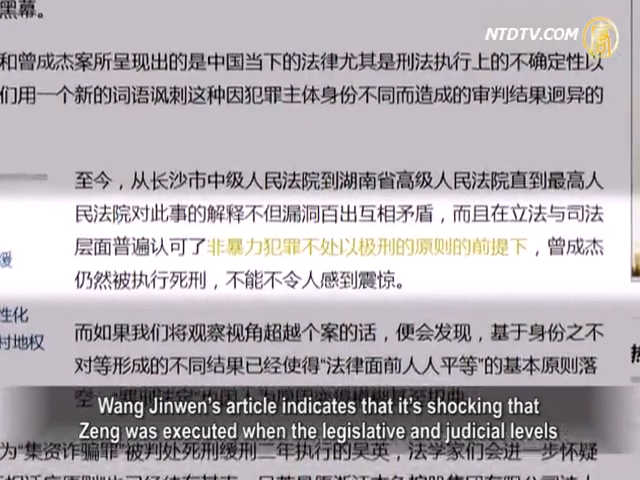 黑幕。
NTDTV.COM
和曾成杰案所呈现出的是中国当下的法律尤其是刑法执行上的不确定性以
们用一个新的词语讽刺这种因犯罪主体身份不同而造成的审判结果迥异的
至今，从长沙市中级人民法院到湖南省高级人民法院直到最高人
民法院对此事的解释不但漏洞百出互相矛盾，而且在立法与司法
层面普遍认可了非暴力犯罪不处以极刑的原则的前提下，曾成杰
仍然被执行死刑，不能不令人感到震惊。
缓
性化
村地权
而如果我们将观察视角超越个案的话，便会发现，基于身份之不
对等形成的不同结果已经使得“法律面前人人平等”的基本原则落
Wang Jinwen's article indicates that it's shocking that
Zeng was executed when the legislative and judicial levels
为“集资诈骗罪”被判处死刑缓刑二年执行的吴英，法学家们会进一步怀疑